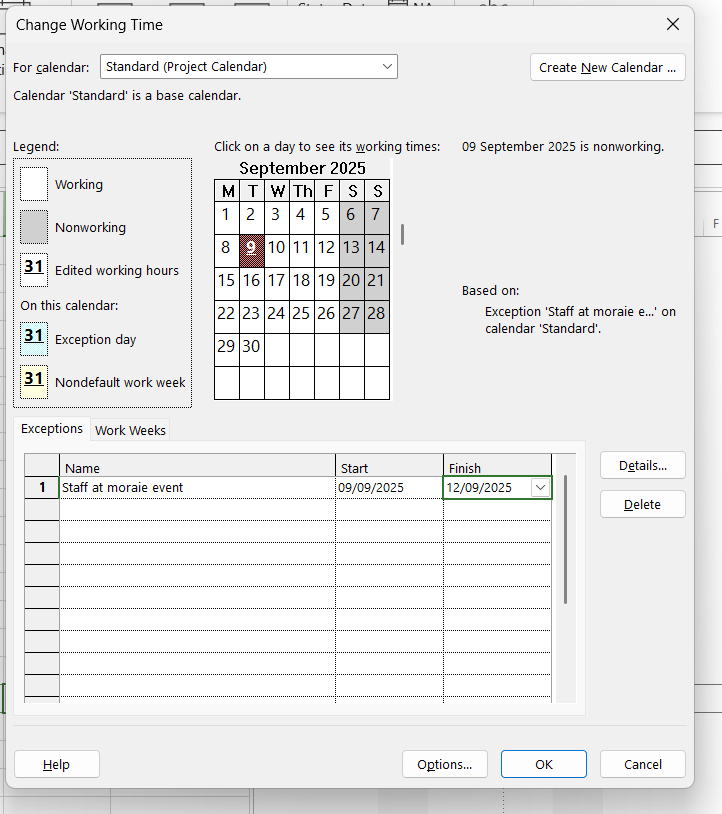 Change Working Time
For calendar: Standard (Project Calendar) Create New Calendar ...
Calendar 'Standard' is a base calendar.
Legend:
Working
Nonworking
31 Edited working hours
On this calendar:
31 Exception day
31 Nondefault work week
Click on a day to see its working times:
September 2025
M T W Th F S S
1 2 3 4 5 6 7
8 9 10 11 12 13 14
15 16 17 18 19 20 21
22 23 24 25 26 27 28
29 30
09 September 2025 is nonworking.
Based on:
Exception 'Staff at moraie e...' on
calendar 'Standard'.
Exceptions Work Weeks
Name Start Finish
1 Staff at moraie event 09/09/2025 12/09/2025
Details...
Delete
Help Options... OK Cancel
F